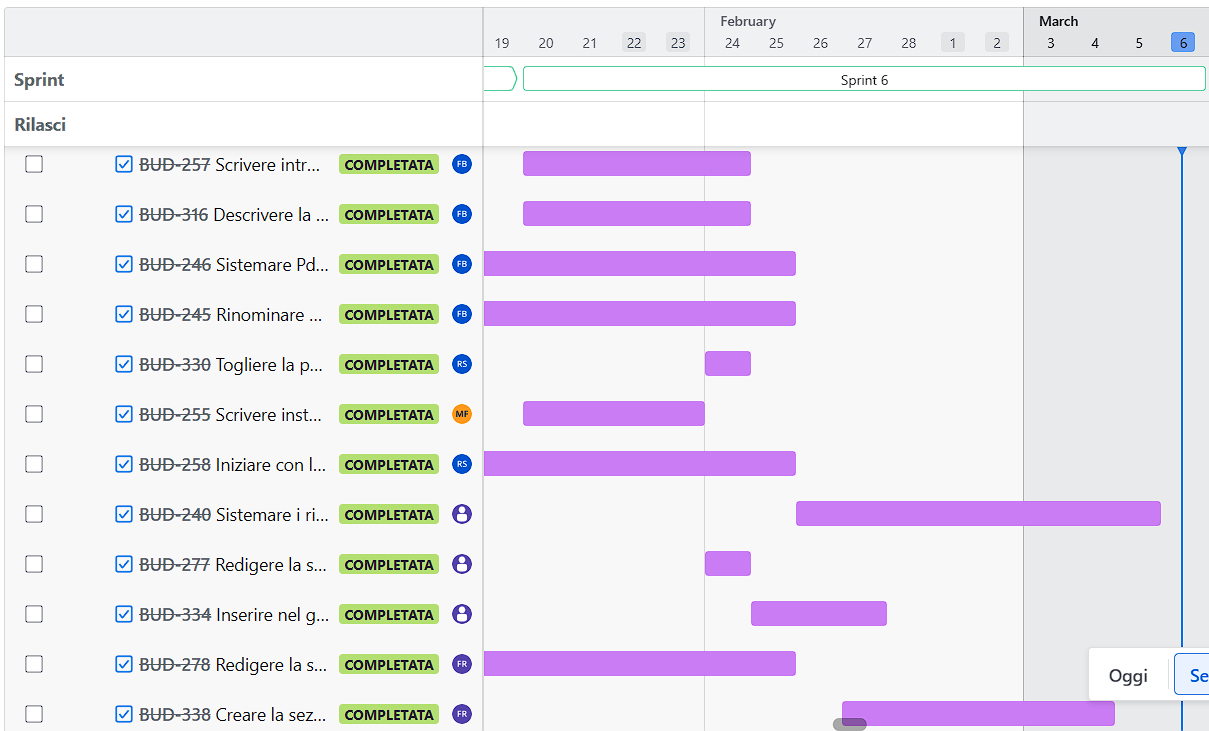 February March
19 20 21 22 23 24 25 26 27 28 1 2 3 4 5 6
Sprint Sprint 6
Rilasci
BUD-257 Scrivere intr... COMPLETATA FB
BUD-316 Descrivere la ... COMPLETATA FB
BUD-246 Sistemare Pd... COMPLETATA FB
BUD-245 Rinominare ... COMPLETATA FB
BUD-330 Togliere la p... COMPLETATA RS
BUD-255 Scrivere inst... COMPLETATA MF
BUD-258 Iniziare con l... COMPLETATA RS
BUD-240 Sistemare i ri... COMPLETATA
BUD-277 Redigere la s... COMPLETATA
BUD-334 Inserire nel g... COMPLETATA
BUD-278 Redigere la s... COMPLETATA FR
Oggi Se
BUD-338 Creare la sez... COMPLETATA FR